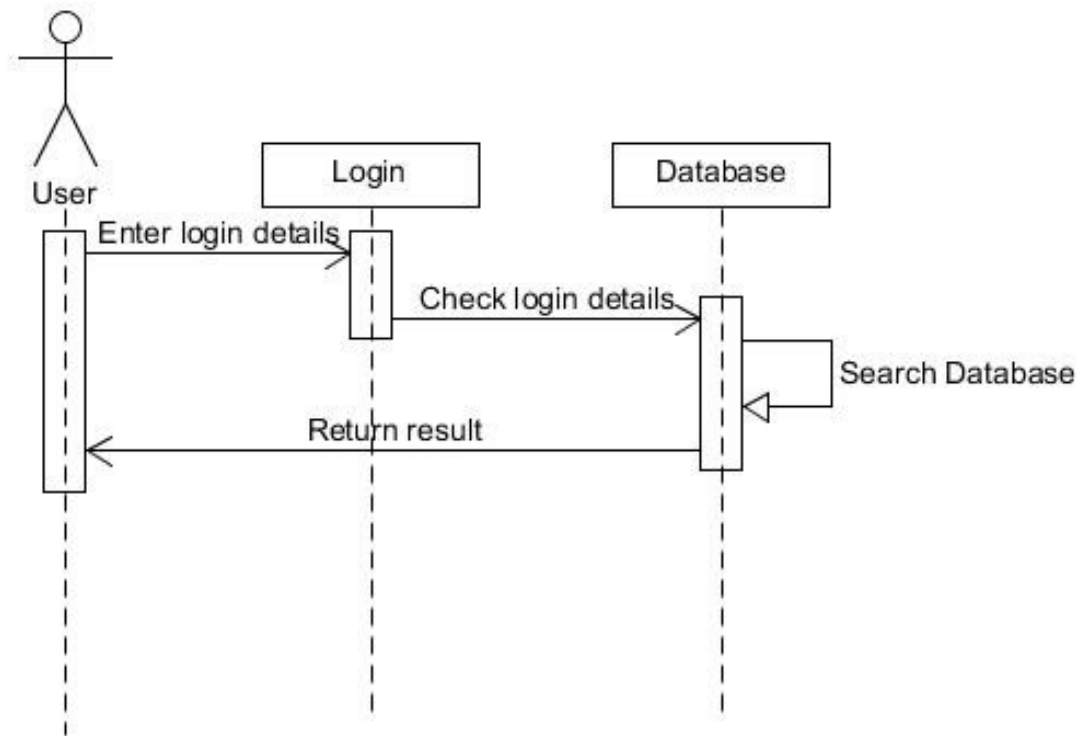 Login
Database
User
Enter login details
Check login details
Search Database
Return result